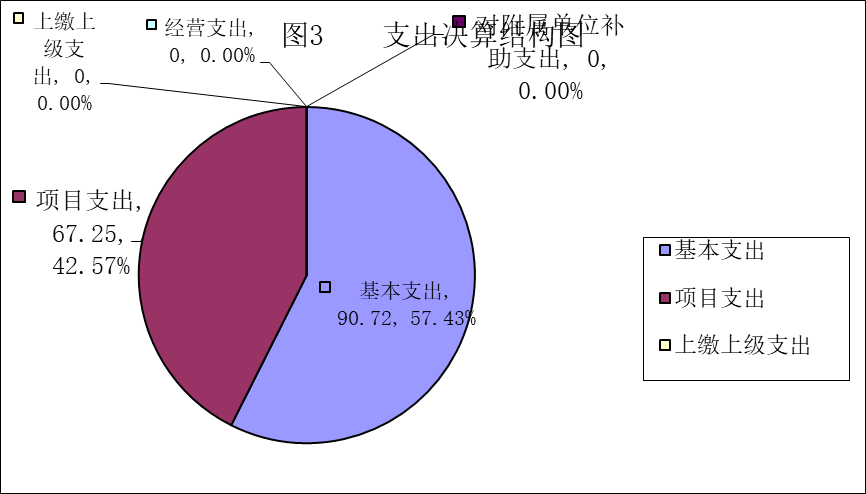 图3 支出决算结构图
上缴上
级支
出, 0,
0.00%
经营支出,
0, 0.00%
对附属单位补
助支出, 0,
0.00%
项目支出,
67.25,
42.57%
基本支出,
90.72, 57.43%
基本支出
项目支出
上缴上级支出